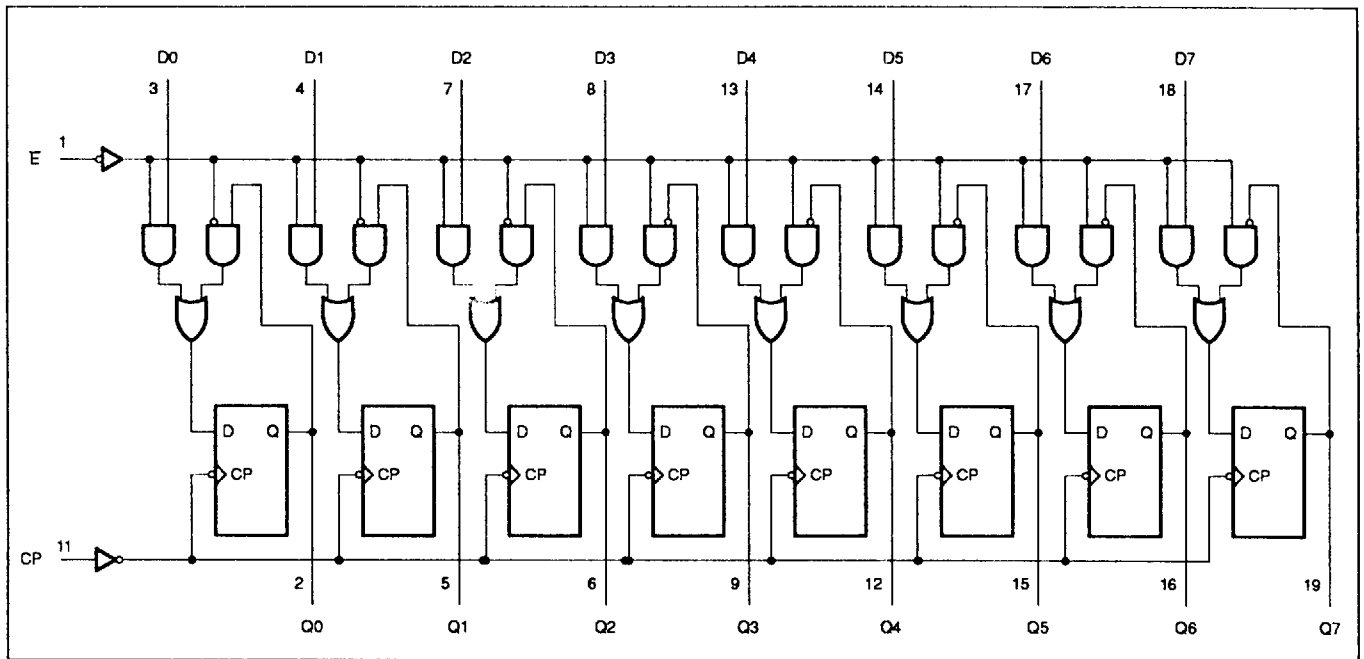 D0 D1 D2 D3 D4 D5 D6 D7
3 4 7 8 13 14 17 18
E̅ 1
D Q D Q D Q D Q D Q D Q D Q D Q
CP CP CP CP CP CP CP CP
CP 11
2 5 6 9 12 15 16 19
Q0 Q1 Q2 Q3 Q4 Q5 Q6 Q7